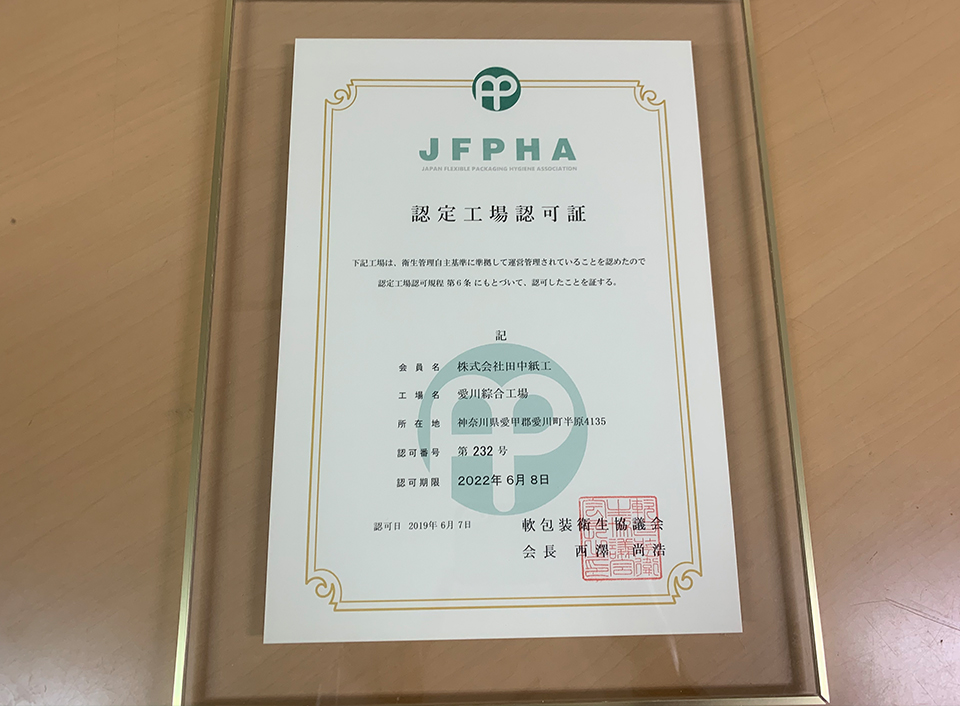 JFPHA
JAPAN FLEXIBLE PACKAGING HYGIENE ASSOCIATION
認定工場認可証
下記工場は、衛生管理自主基準に準拠して運営管理されていることを認めたので
認定工場認可規程 第6条 にもとづいて、認可したことを証する。
記
会員名 株式会社田中紙工
工場名 愛川綜合工場
所在地 神奈川県愛甲郡愛川町半原4135
認可番号 第 232 号
認可期限 2022年 6月 8日
認可日 2019年 6月 7日
軟包装衛生協議会
会長 西澤 尚浩